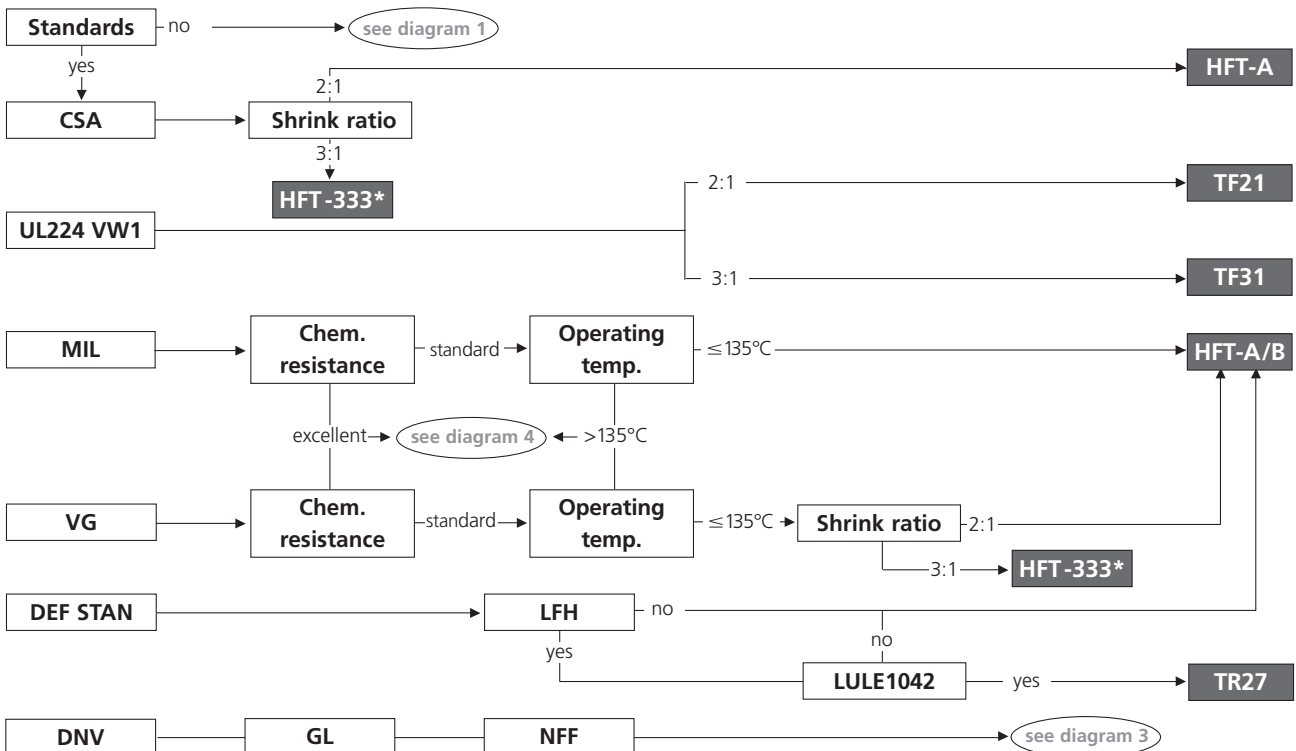 Standards
no
see diagram 1
yes
HFT-A
2:1
CSA
Shrink ratio
3:1
HFT-333*
2:1
TF21
UL224 VW1
3:1
TF31
MIL
Chem.
resistance
standard
Operating
temp.
≤135°C
HFT-A/B
excellent
see diagram 4
>135°C
VG
Chem.
resistance
standard
Operating
temp.
≤135°C
Shrink ratio
2:1
3:1
HFT-333*
DEF STAN
LFH
no
no
yes
LULE1042
yes
TR27
DNV
GL
NFF
see diagram 3